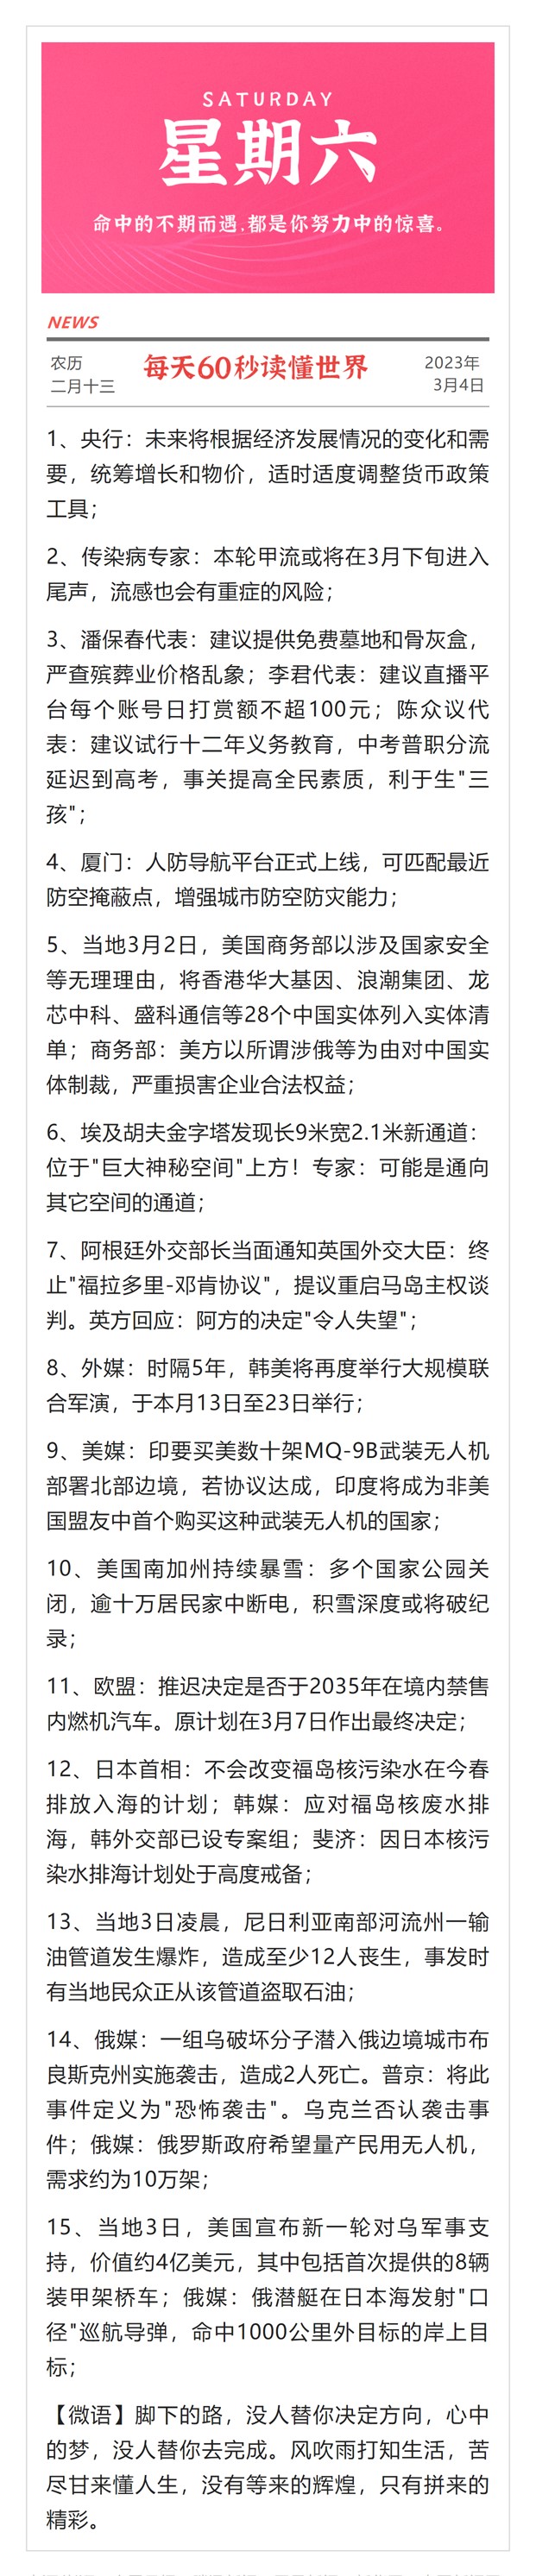 SATURDAY
星期六
命中的不期而遇,都是你努力中的惊喜。
NEWS
农历
二月十三
每天60秒读懂世界
2023年
3月4日
1、央行：未来将根据经济发展情况的变化和需
要，统筹增长和物价，适时适度调整货币政策
工具；
2、传染病专家：本轮甲流或将在3月下旬进入
尾声，流感也会有重症的风险；
3、潘保春代表：建议提供免费墓地和骨灰盒，
严查殡葬业价格乱象；李君代表：建议直播平
台每个账号日打赏额不超100元；陈众议代
表：建议试行十二年义务教育，中考普职分流
延迟到高考，事关提高全民素质，利于生"三
孩"；
4、厦门：人防导航平台正式上线，可匹配最近
防空掩蔽点，增强城市防空防灾能力；
5、当地3月2日，美国商务部以涉及国家安全
等无理理由，将香港华大基因、浪潮集团、龙
芯中科、盛科通信等28个中国实体列入实体清
单；商务部：美方以所谓涉俄等为由对中国实
体制裁，严重损害企业合法权益；
6、埃及胡夫金字塔发现长9米宽2.1米新通道：
位于"巨大神秘空间"上方！专家：可能是通向
其它空间的通道；
7、阿根廷外交部长当面通知英国外交大臣：终
止"福拉多里-邓肯协议"，提议重启马岛主权谈
判。英方回应：阿方的决定"令人失望"；
8、外媒：时隔5年，韩美将再度举行大规模联
合军演，于本月13日至23日举行；
9、美媒：印要买美数十架MQ-9B武装无人机
部署北部边境，若协议达成，印度将成为非美
国盟友中首个购买这种武装无人机的国家；
10、美国南加州持续暴雪：多个国家公园关
闭，逾十万居民家中断电，积雪深度或将破纪
录；
11、欧盟：推迟决定是否于2035年在境内禁售
内燃机汽车。原计划在3月7日作出最终决定；
12、日本首相：不会改变福岛核污染水在今春
排放入海的计划；韩媒：应对福岛核废水排
海，韩外交部已设专案组；斐济：因日本核污
染水排海计划处于高度戒备；
13、当地3日凌晨，尼日利亚南部河流州一输
油管道发生爆炸，造成至少12人丧生，事发时
有当地民众正从该管道盗取石油；
14、俄媒：一组乌破坏分子潜入俄边境城市布
良斯克州实施袭击，造成2人死亡。普京：将此
事件定义为"恐怖袭击"。乌克兰否认袭击事
件；俄媒：俄罗斯政府希望量产民用无人机，
需求约为10万架；
15、当地3日，美国宣布新一轮对乌军事支
持，价值约4亿美元，其中包括首次提供的8辆
装甲架桥车；俄媒：俄潜艇在日本海发射"口
径"巡航导弹，命中1000公里外目标的岸上目
标；
【微语】脚下的路，没人替你决定方向，心中
的梦，没人替你去完成。风吹雨打知生活，苦
尽甘来懂人生，没有等来的辉煌，只有拼来的
精彩。